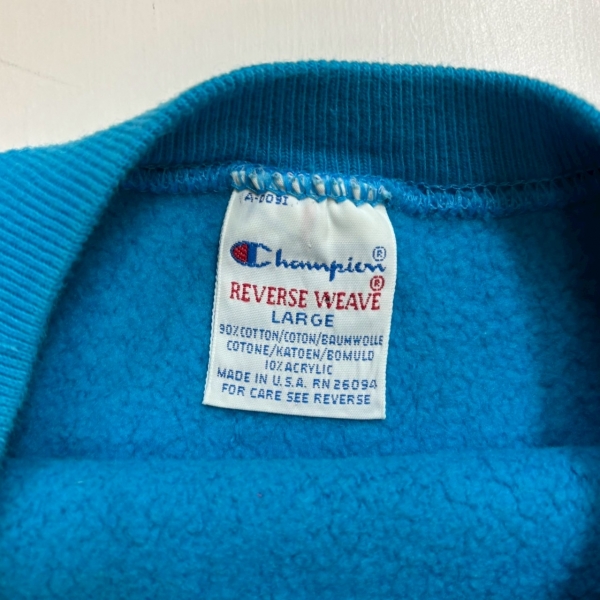 A-0091
Champion®
REVERSE WEAVE®
LARGE
90% COTTON/COTON/BAUMWOLLE
COTONE/KATOEN/BOMULD
10% ACRYLIC
MADE IN U.S.A. RN 26094
FOR CARE SEE REVERSE